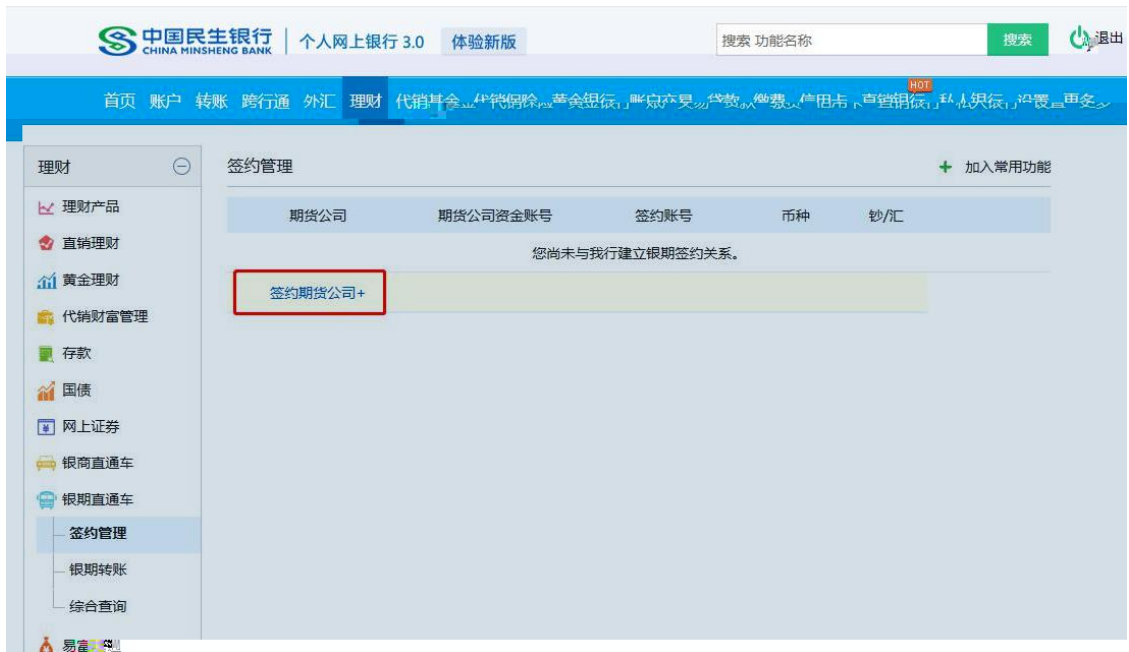 中国民生银行
CHINA MINSHENG BANK
个人网上银行 3.0 体验新版
搜索 功能名称 搜索 退出
首页 账户 转账 跨行通 外汇 理财
HOT
理财
签约管理 + 加入常用功能
理财产品
期货公司 期货公司资金账号 签约账号 币种 钞/汇
直销理财
您尚未与我行建立银期签约关系。
黄金理财
签约期货公司+
代销财富管理
存款
国债
网上证券
银商直通车
银期直通车
签约管理
银期转账
综合查询
易富